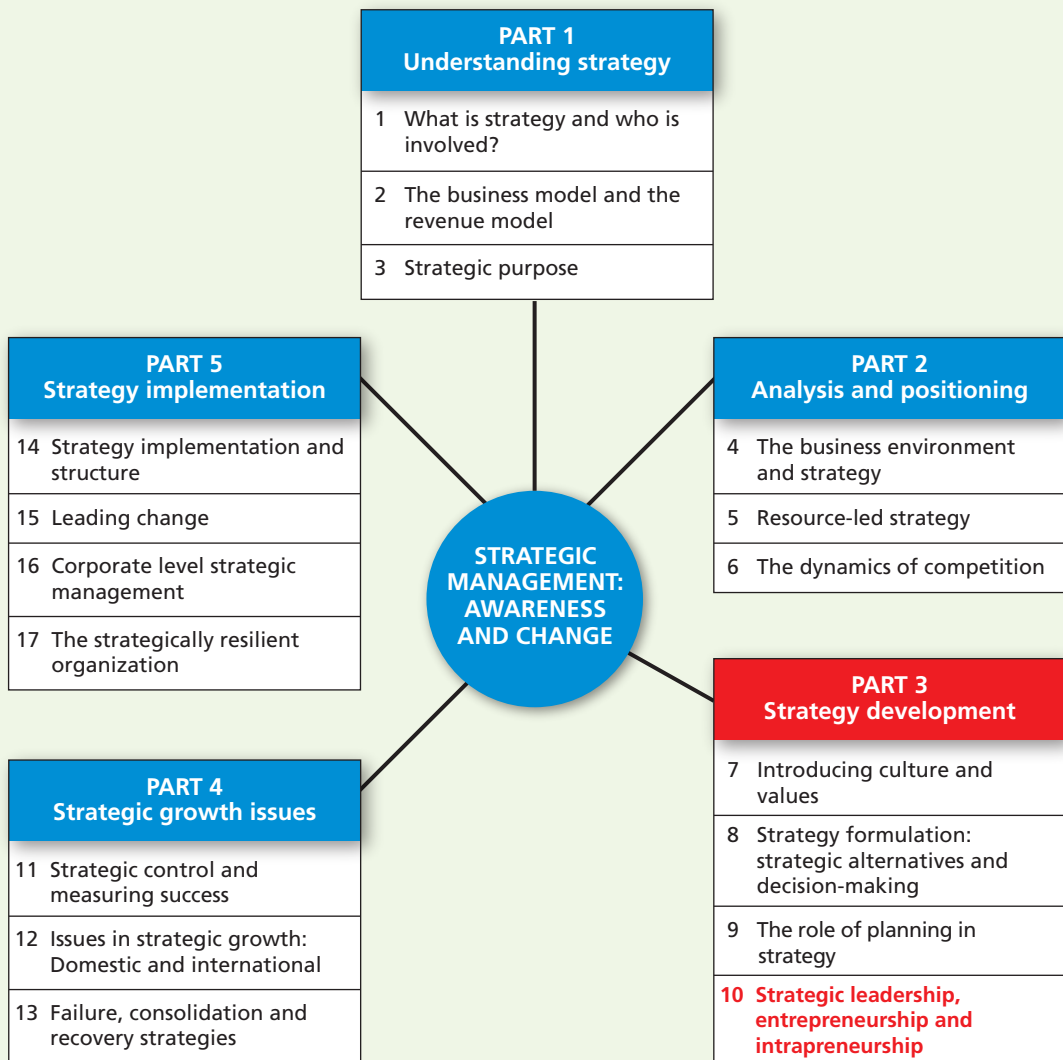 PART 1
Understanding strategy
1 What is strategy and who is
involved?
2 The business model and the
revenue model
3 Strategic purpose
PART 5
Strategy implementation
14 Strategy implementation and
structure
15 Leading change
16 Corporate level strategic
management
17 The strategically resilient
organization
STRATEGIC
MANAGEMENT:
AWARENESS
AND CHANGE
PART 2
Analysis and positioning
4 The business environment
and strategy
5 Resource-led strategy
6 The dynamics of competition
PART 3
Strategy development
7 Introducing culture and
values
8 Strategy formulation:
strategic alternatives and
decision-making
9 The role of planning in
strategy
10 Strategic leadership,
entrepreneurship and
intrapreneurship
PART 4
Strategic growth issues
11 Strategic control and
measuring success
12 Issues in strategic growth:
Domestic and international
13 Failure, consolidation and
recovery strategies